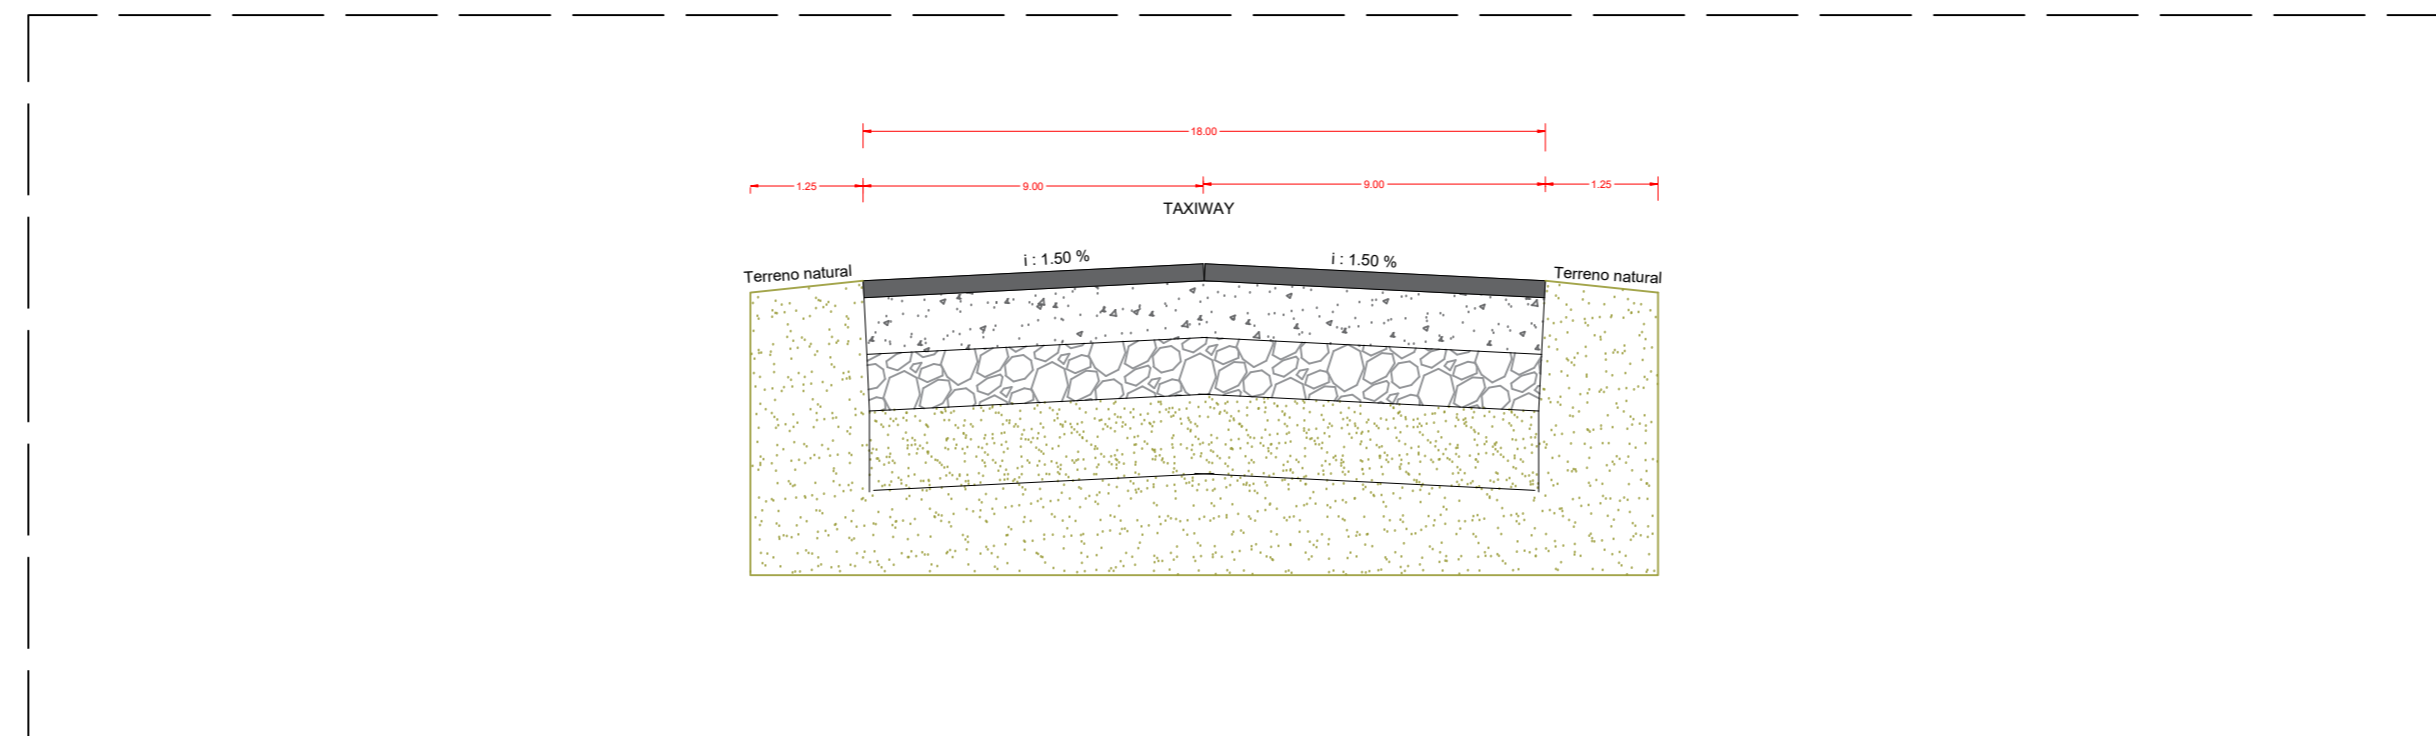 18.00
1.25 9.00 9.00 1.25
TAXIWAY
i : 1.50 % i : 1.50 %
Terreno natural Terreno natural